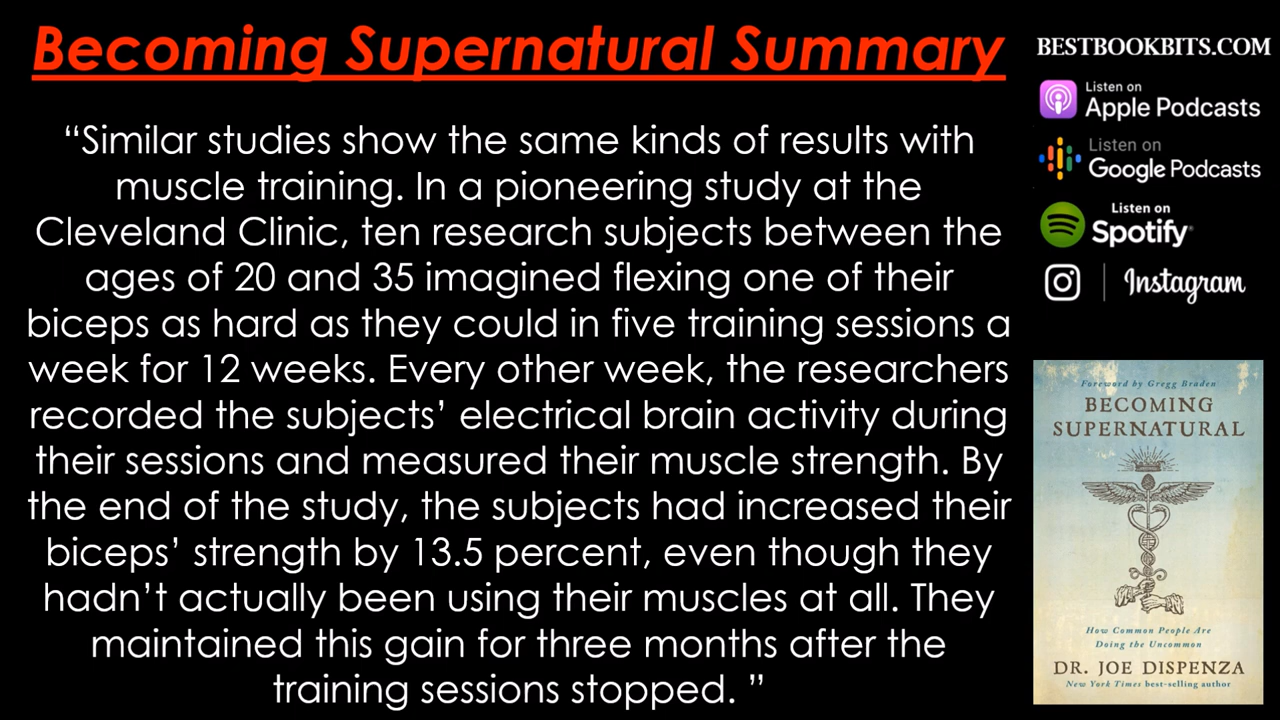 Becoming Supernatural Summary
“Similar studies show the same kinds of results with
muscle training. In a pioneering study at the
Cleveland Clinic, ten research subjects between the
ages of 20 and 35 imagined flexing one of their
biceps as hard as they could in five training sessions a
week for 12 weeks. Every other week, the researchers
recorded the subjects’ electrical brain activity during
their sessions and measured their muscle strength. By
the end of the study, the subjects had increased their
biceps’ strength by 13.5 percent, even though they
hadn’t actually been using their muscles at all. They
maintained this gain for three months after the
training sessions stopped. ”
BESTBOOKBITS.COM
Listen on
Apple Podcasts
Listen on
Google Podcasts
Listen on
Spotify
Instagram
Foreword by Gregg Braden
BECOMING
SUPERNATURAL
How Common People Are
Doing the Uncommon
DR. JOE DISPENZA
New York Times best-selling author